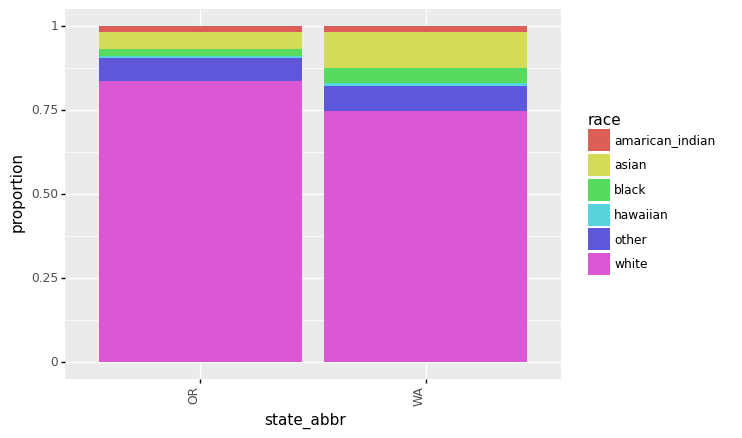 1
0.75
0.50
0.25
0
proportion
OR
WA
state_abbr
race
amarican_indian
asian
black
hawaiian
other
white